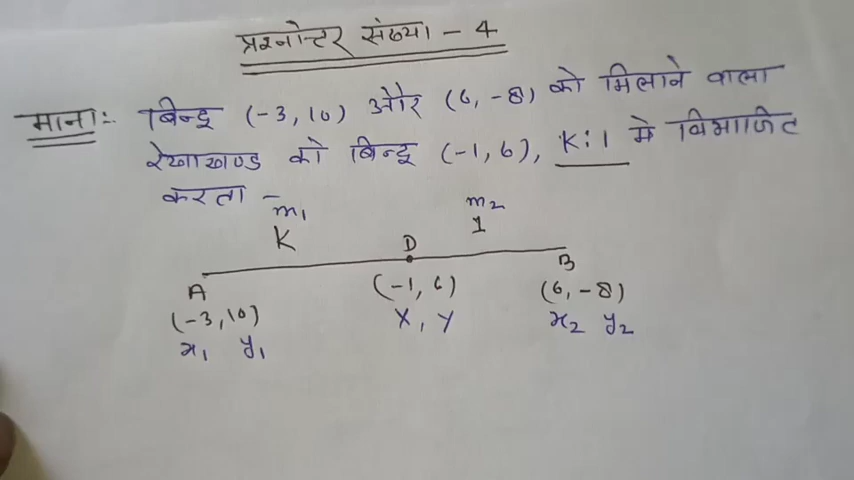 प्रश्नोत्तर संख्या - 4
माना:- बिन्दू (-3, 10) और (6, -8) को मिलाने वाला
रेखाखण्ड को बिन्दू (-1, 6), K:1 मे विभाजित
करता -
m₁ m₂
K 1
D
A B
(-3, 10) (-1, 6) (6, -8)
x₁ y₁ X, Y x₂ y₂